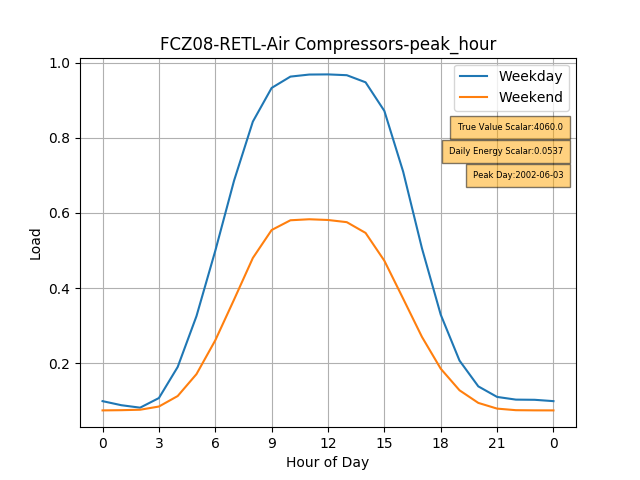 FCZ08-RETL-Air Compressors-peak_hour
1.0
0.8
0.6
0.4
0.2
Load
Weekday
Weekend
True Value Scalar:4060.0
Daily Energy Scalar:0.0537
Peak Day:2002-06-03
0 3 6 9 12 15 18 21 0
Hour of Day